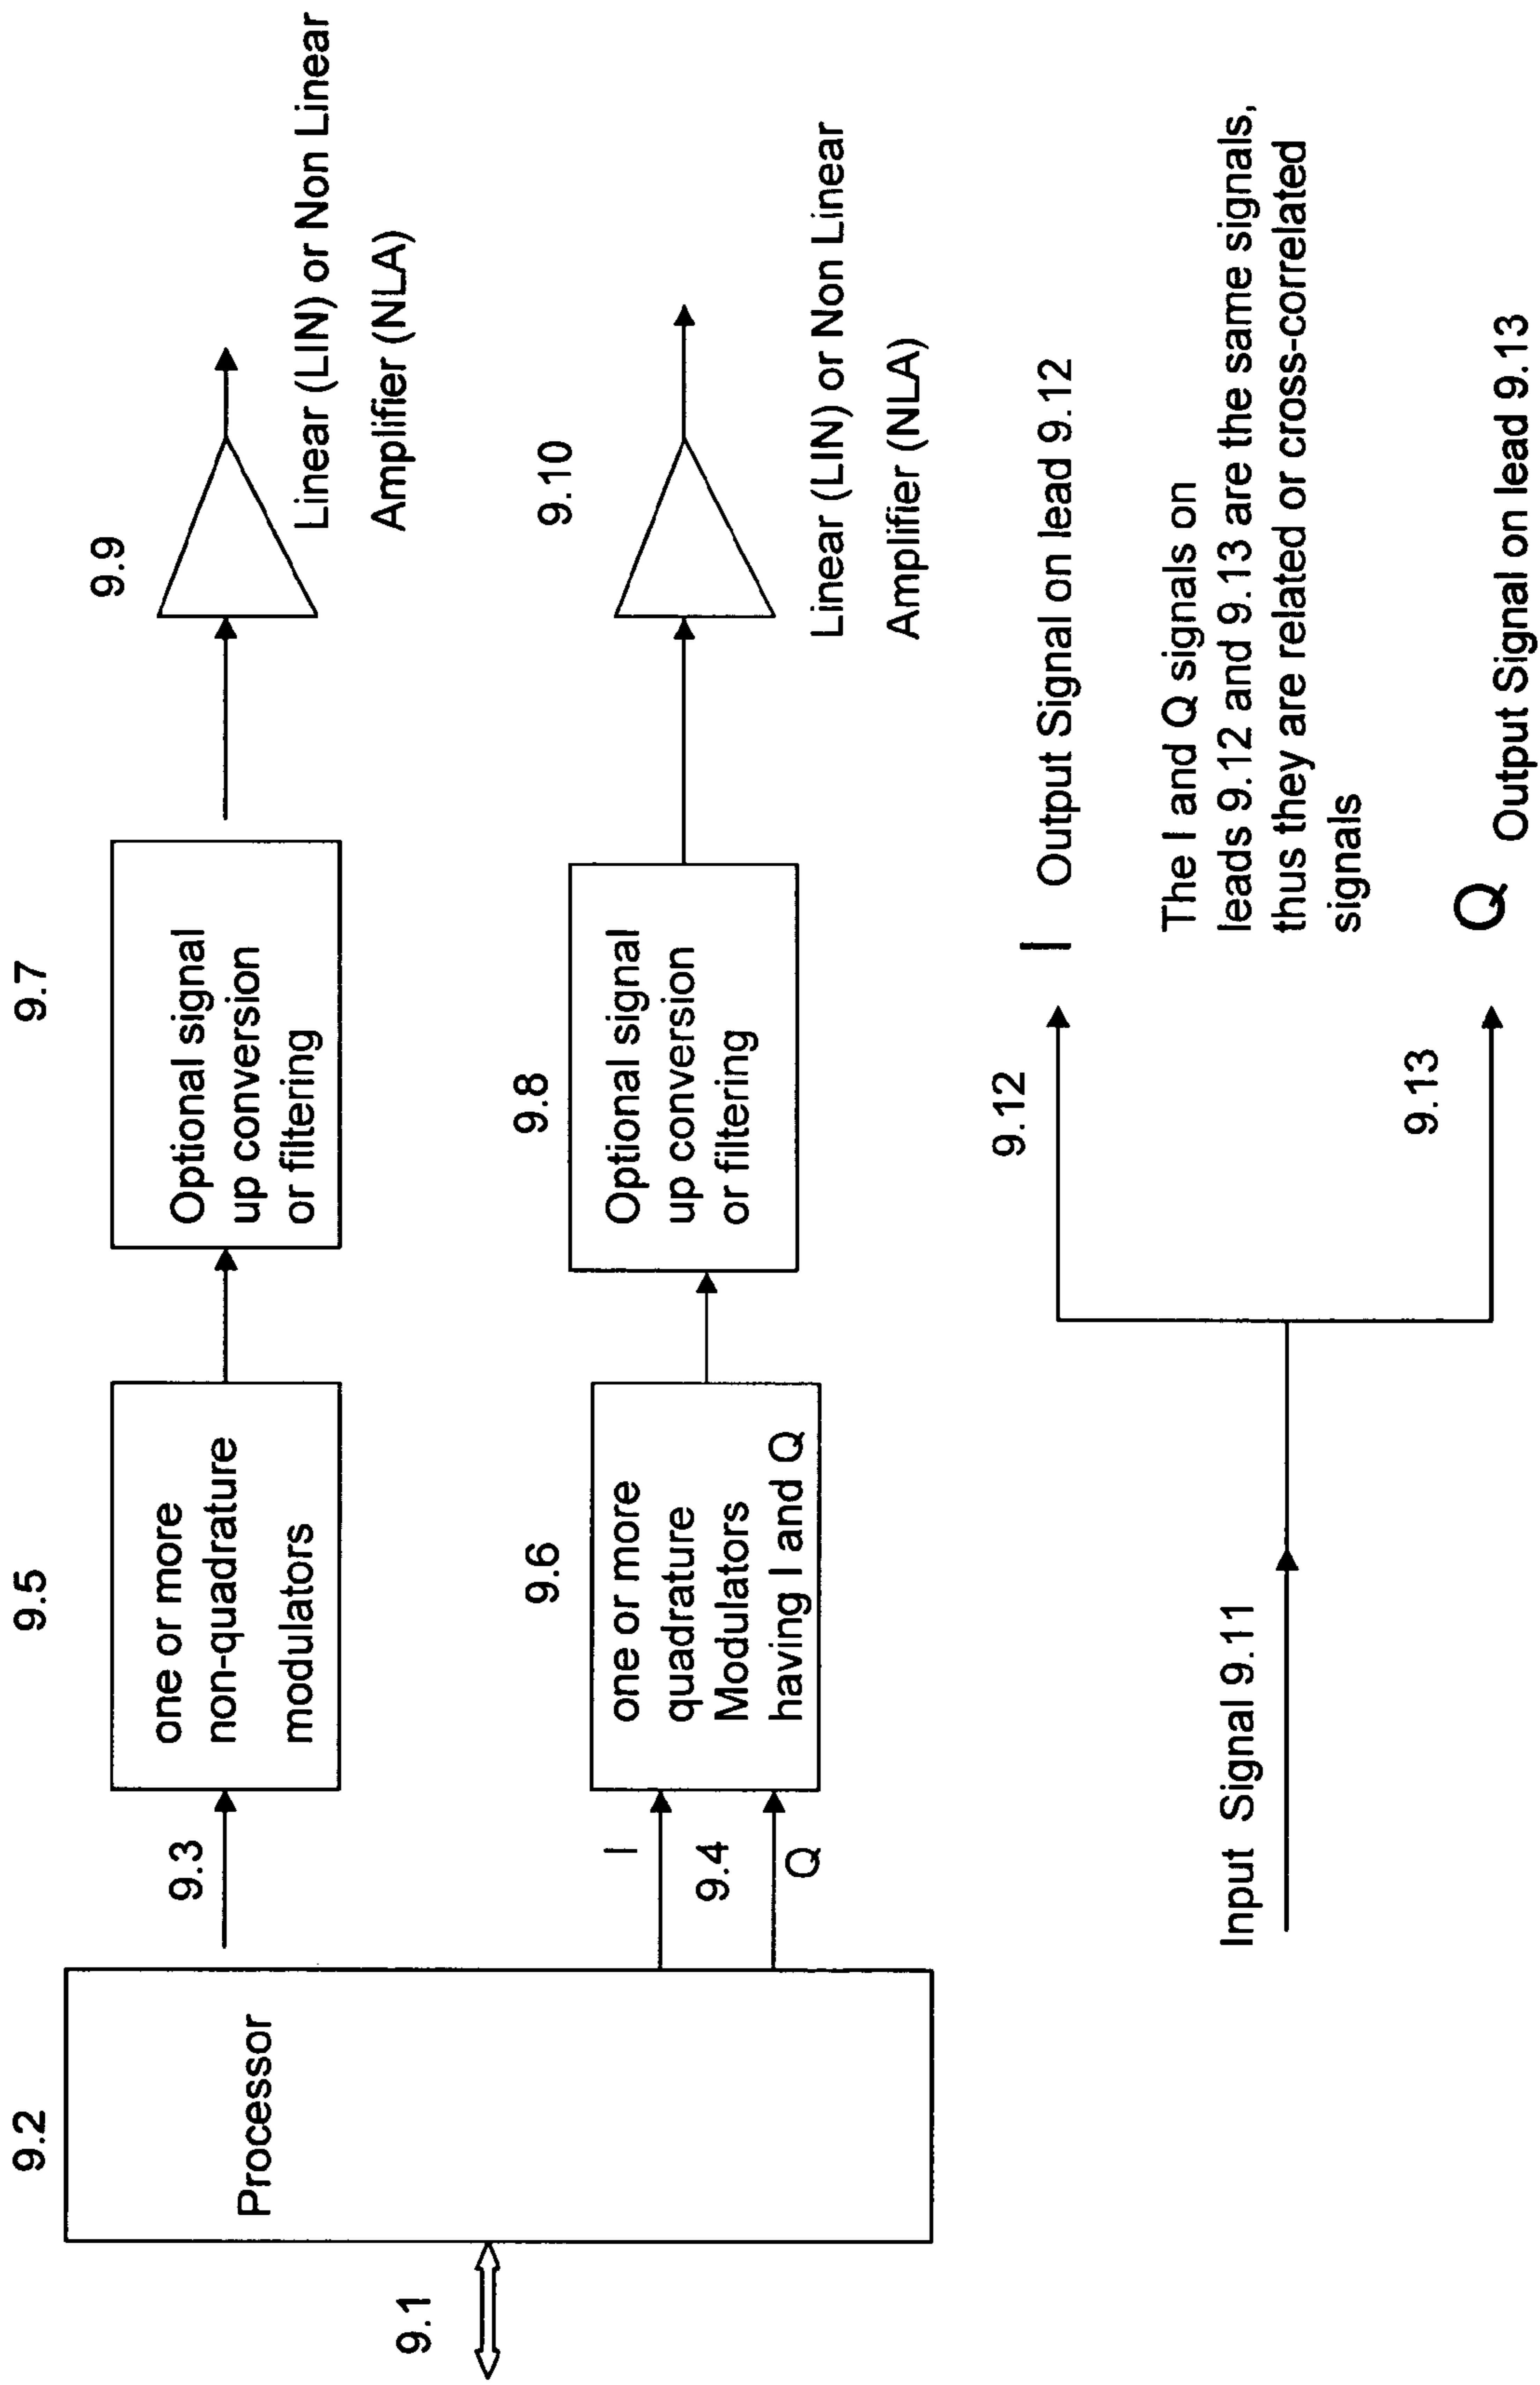 9.2
9.5
9.7
9.9
Processor
9.3
one or more
non-quadrature
modulators
Optional signal
up conversion
or filtering
Linear (LIN) or Non Linear
Amplifier (NLA)
9.1
I
9.4
Q
9.6
one or more
quadrature
Modulators
having I and Q
9.8
Optional signal
up conversion
or filtering
9.10
Linear (LIN) or Non Linear
Amplifier (NLA)
Input Signal 9.11
9.12
I Output Signal on lead 9.12
The I and Q signals on
leads 9.12 and 9.13 are the same signals,
thus they are related or cross-correlated
signals
9.13
Q Output Signal on lead 9.13